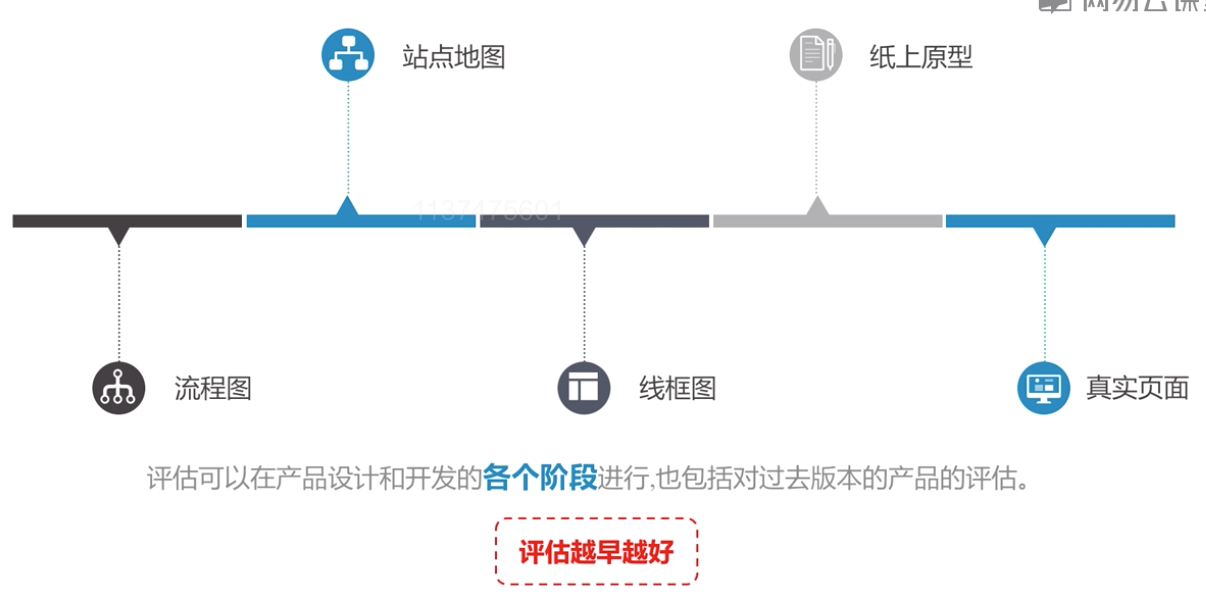 网易云课堂
站点地图
纸上原型
1137475601
流程图
线框图
真实页面
评估可以在产品设计和开发的各个阶段进行,也包括对过去版本的产品的评估。
评估越早越好